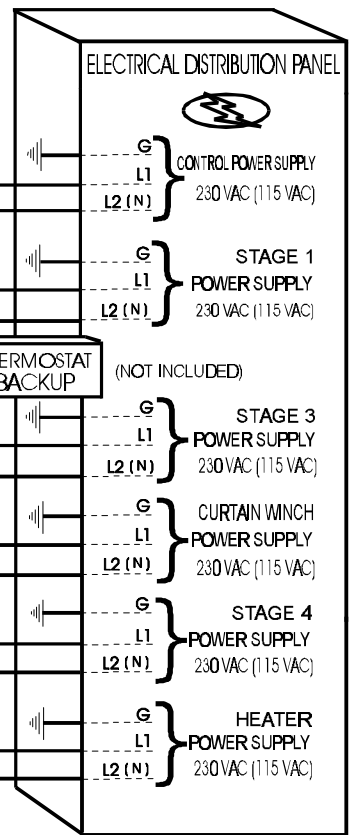 ELECTRICAL DISTRIBUTION PANEL
G
L1
L2 (N)
CONTROL POWER SUPPLY
230 VAC (115 VAC)
G
L1
L2 (N)
STAGE 1
POWER SUPPLY
230 VAC (115 VAC)
ERMOSTAT
BACKUP
(NOT INCLUDED)
G
L1
L2 (N)
STAGE 3
POWER SUPPLY
230 VAC (115 VAC)
G
L1
L2 (N)
CURTAIN WINCH
POWER SUPPLY
230 VAC (115 VAC)
G
L1
L2 (N)
STAGE 4
POWER SUPPLY
230 VAC (115 VAC)
G
L1
L2 (N)
HEATER
POWER SUPPLY
230 VAC (115 VAC)